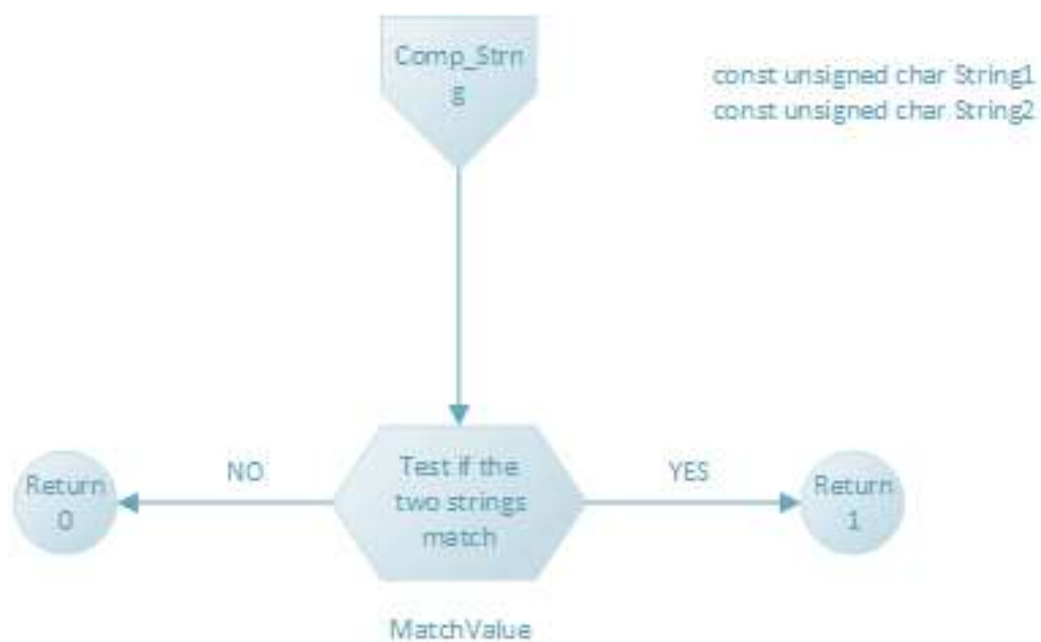 Comp_Strn
g
const unsigned char String1
const unsigned char String2
NO
Test if the
two strings
match
YES
Return
0
Return
1
MatchValue